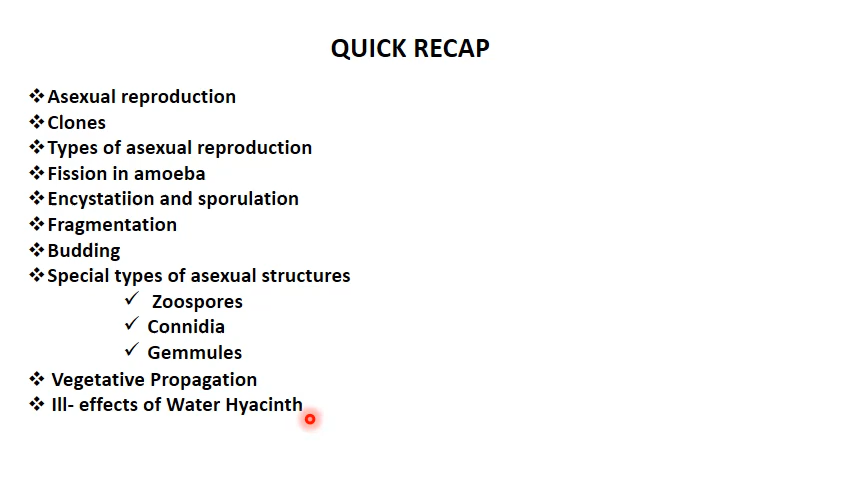 QUICK RECAP
❖Asexual reproduction
❖Clones
❖Types of asexual reproduction
❖Fission in amoeba
❖Encystatiion and sporulation
❖Fragmentation
❖Budding
❖Special types of asexual structures
✓ Zoospores
✓ Connidia
✓ Gemmules
❖ Vegetative Propagation
❖ Ill- effects of Water Hyacinth